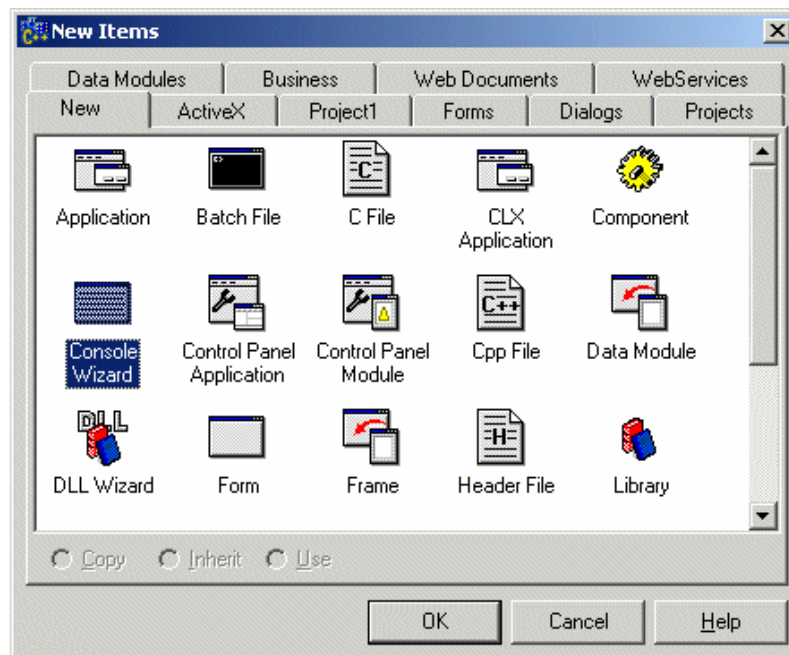 New Items
Data Modules Business Web Documents WebServices
New ActiveX Project1 Forms Dialogs Projects
C
Application Batch File C File CLX Component
Application
C++
Console Control Panel Control Panel Cpp File Data Module
Wizard Application Module
DLL H
DLL Wizard Form Frame Header File Library
Copy Inherit Use
OK Cancel Help